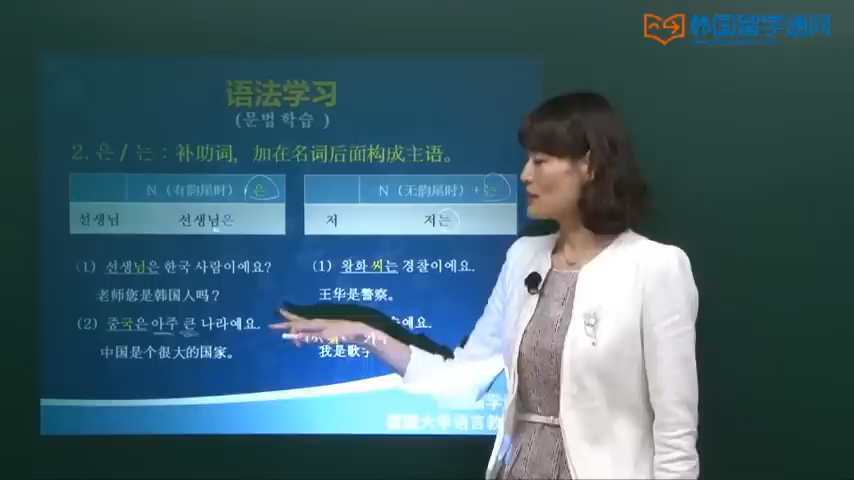 韩国留学通网
语法学习
(문법 학습 )
2. 은 / 는 : 补助词，加在名词后面构成主语。
N（有韵尾时）+ 은
N（无韵尾时）+ 는
선생님 선생님은
저 저는
(1) 선생님은 한국 사람이에요?
老师您是韩国人吗?
(2) 중국은 아주 큰 나라예요.
中国是个很大的国家。
(1) 왕화 씨는 경찰이에요.
王华是警察。
我是歌手